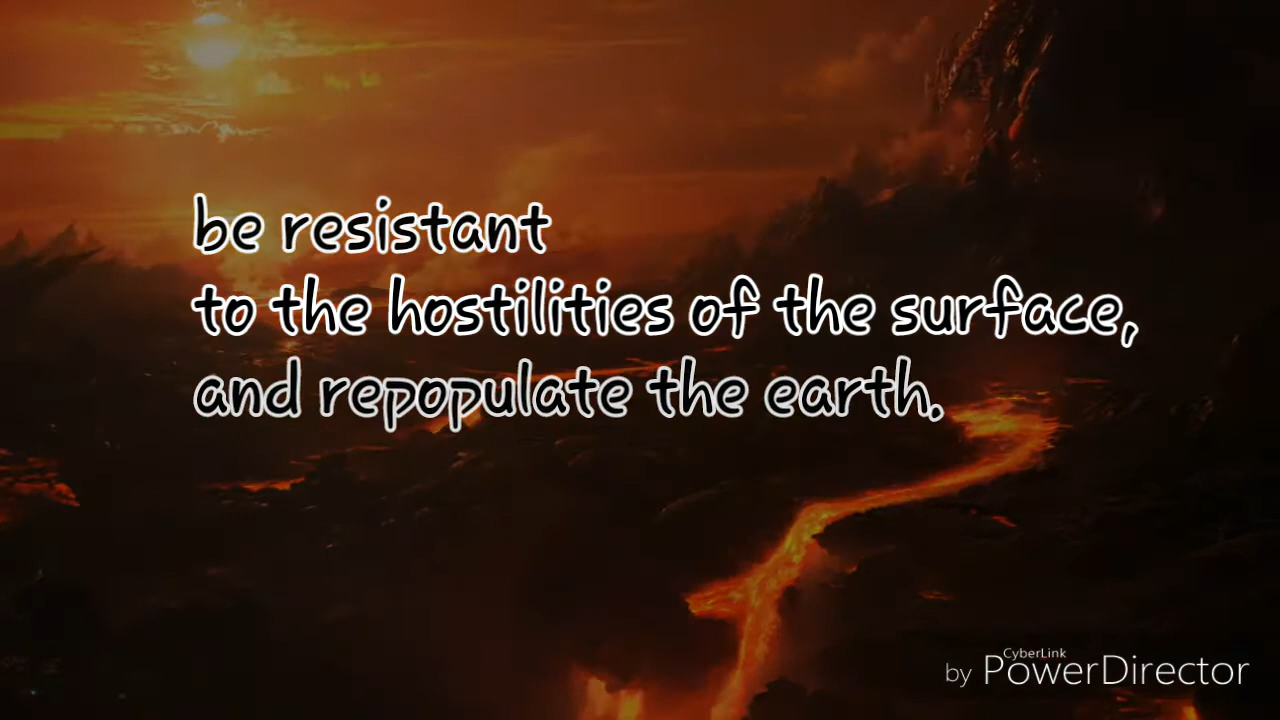 be resistant
to the hostilities of the surface,
and repopulate the earth.
by CyberLink PowerDirector